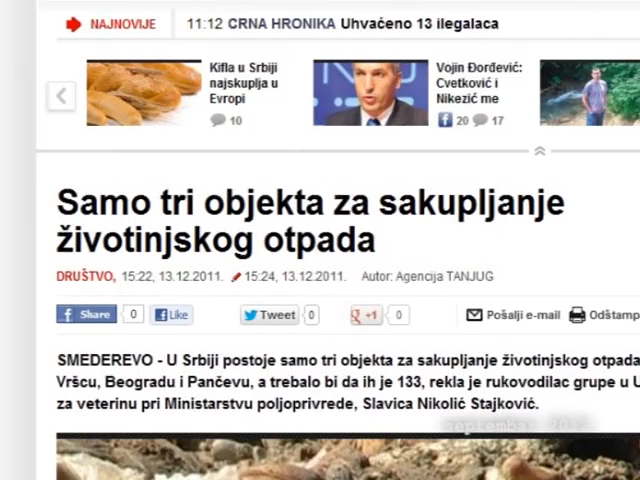 NAJNOVIJE 11:12 CRNA HRONIKA Uhvaćeno 13 ilegalaca
Kifla u Srbiji
najskuplja u
Evropi
10
Vojin Đorđević:
Cvetković i
Nikezić me
20 17
Samo tri objekta za sakupljanje
životinjskog otpada
DRUŠTVO, 15:22, 13.12.2011. 15:24, 13.12.2011. Autor: Agencija TANJUG
f Share 0 f Like Tweet 0 g +1 0 Pošalji e-mail Odštamp
SMEDEREVO - U Srbiji postoje samo tri objekta za sakupljanje životinjskog otpada
Vršcu, Beogradu i Pančevu, a trebalo bi da ih je 133, rekla je rukovodilac grupe u U
za veterinu pri Ministarstvu poljoprivrede, Slavica Nikolić Stajković.
septembar, 2012